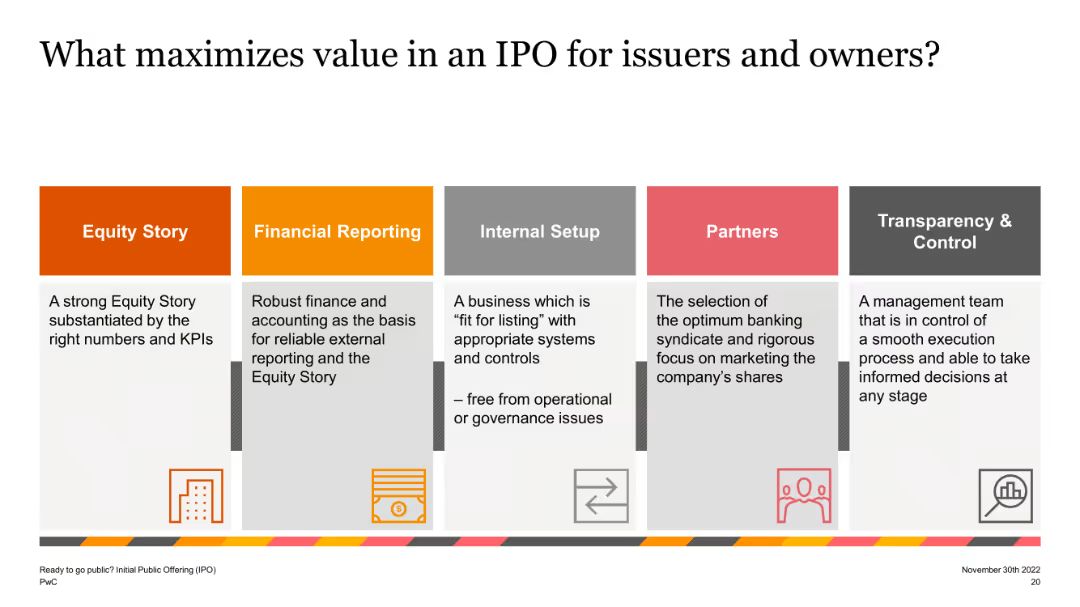 What maximizes value in an IPO for issuers and owners?
Equity Story
A strong Equity Story
substantiated by the
right numbers and KPIs
Financial Reporting
Robust finance and
accounting as the basis
for reliable external
reporting and the
Equity Story
Internal Setup
A business which is
“fit for listing” with
appropriate systems
and controls
– free from operational
or governance issues
Partners
The selection of
the optimum banking
syndicate and rigorous
focus on marketing the
company’s shares
Transparency &
Control
A management team
that is in control of
a smooth execution
process and able to take
informed decisions at
any stage
$
Ready to go public? Initial Public Offering (IPO)
PwC
November 30th 2022
20